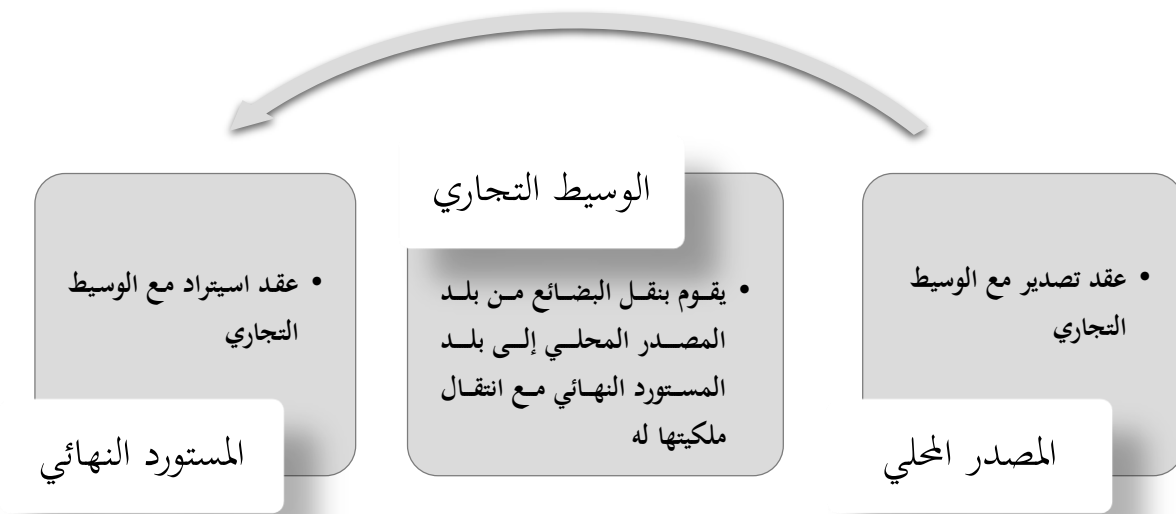 المصدر المحلي
• عقد تصدير مع الوسيط
التجاري
الوسيط التجاري
• يقوم بنقل البضائع من بلد
المصدر المحلي إلى بلد
المستورد النهائي مع انتقال
ملكيتها له
المستورد النهائي
• عقد اسيتراد مع الوسيط
التجاري